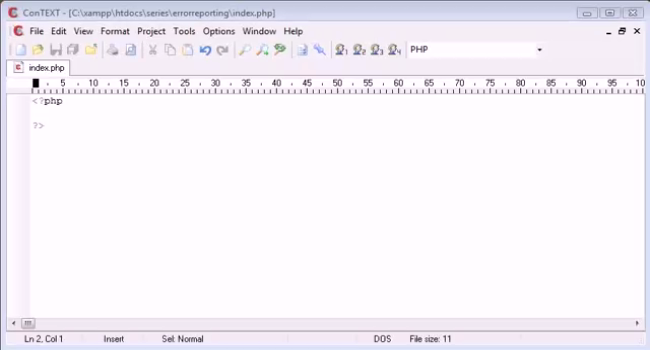 ConTEXT - [C:\xampp\htdocs\series\errorreporting\index.php]
File Edit View Format Project Tools Options Window Help
PHP
index.php
5 10 15 20 25 30 35 40 45 50 55 60 65 70 75 80 85 90 95 10
<?php
?>
Ln 2, Col 1 Insert Sel: Normal DOS File size: 11